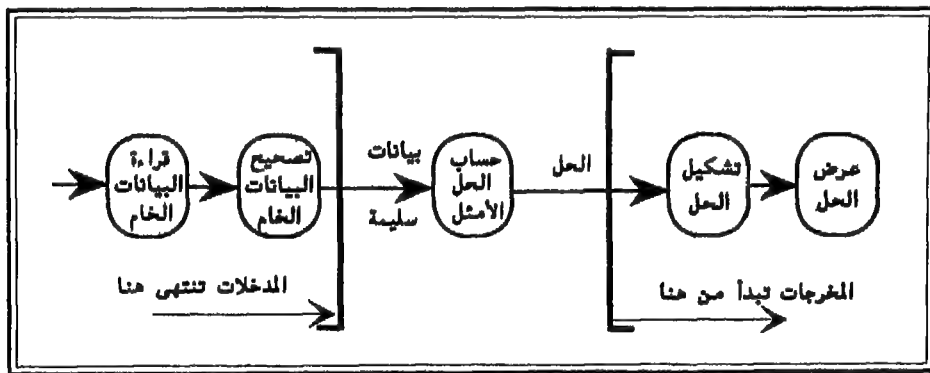 قراءة
البيانات
الخام
تصحيح
البيانات
الخام
بيانات
سليمة
حساب
الحل
الأمثل
الحل
تشكيل
الحل
عرض
الحل
المدخلات تنتهى هنا
المخرجات تبدأ من هنا